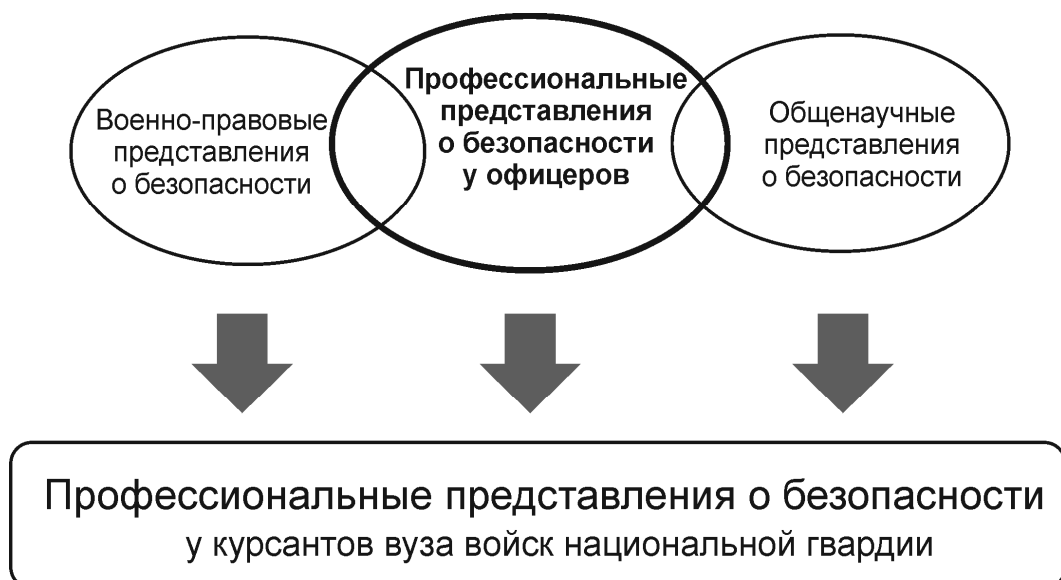 Военно-правовые
представления
о безопасности
Профессиональные
представления
о безопасности
у офицеров
Общенаучные
представления
о безопасности
Профессиональные представления о безопасности
у курсантов вуза войск национальной гвардии